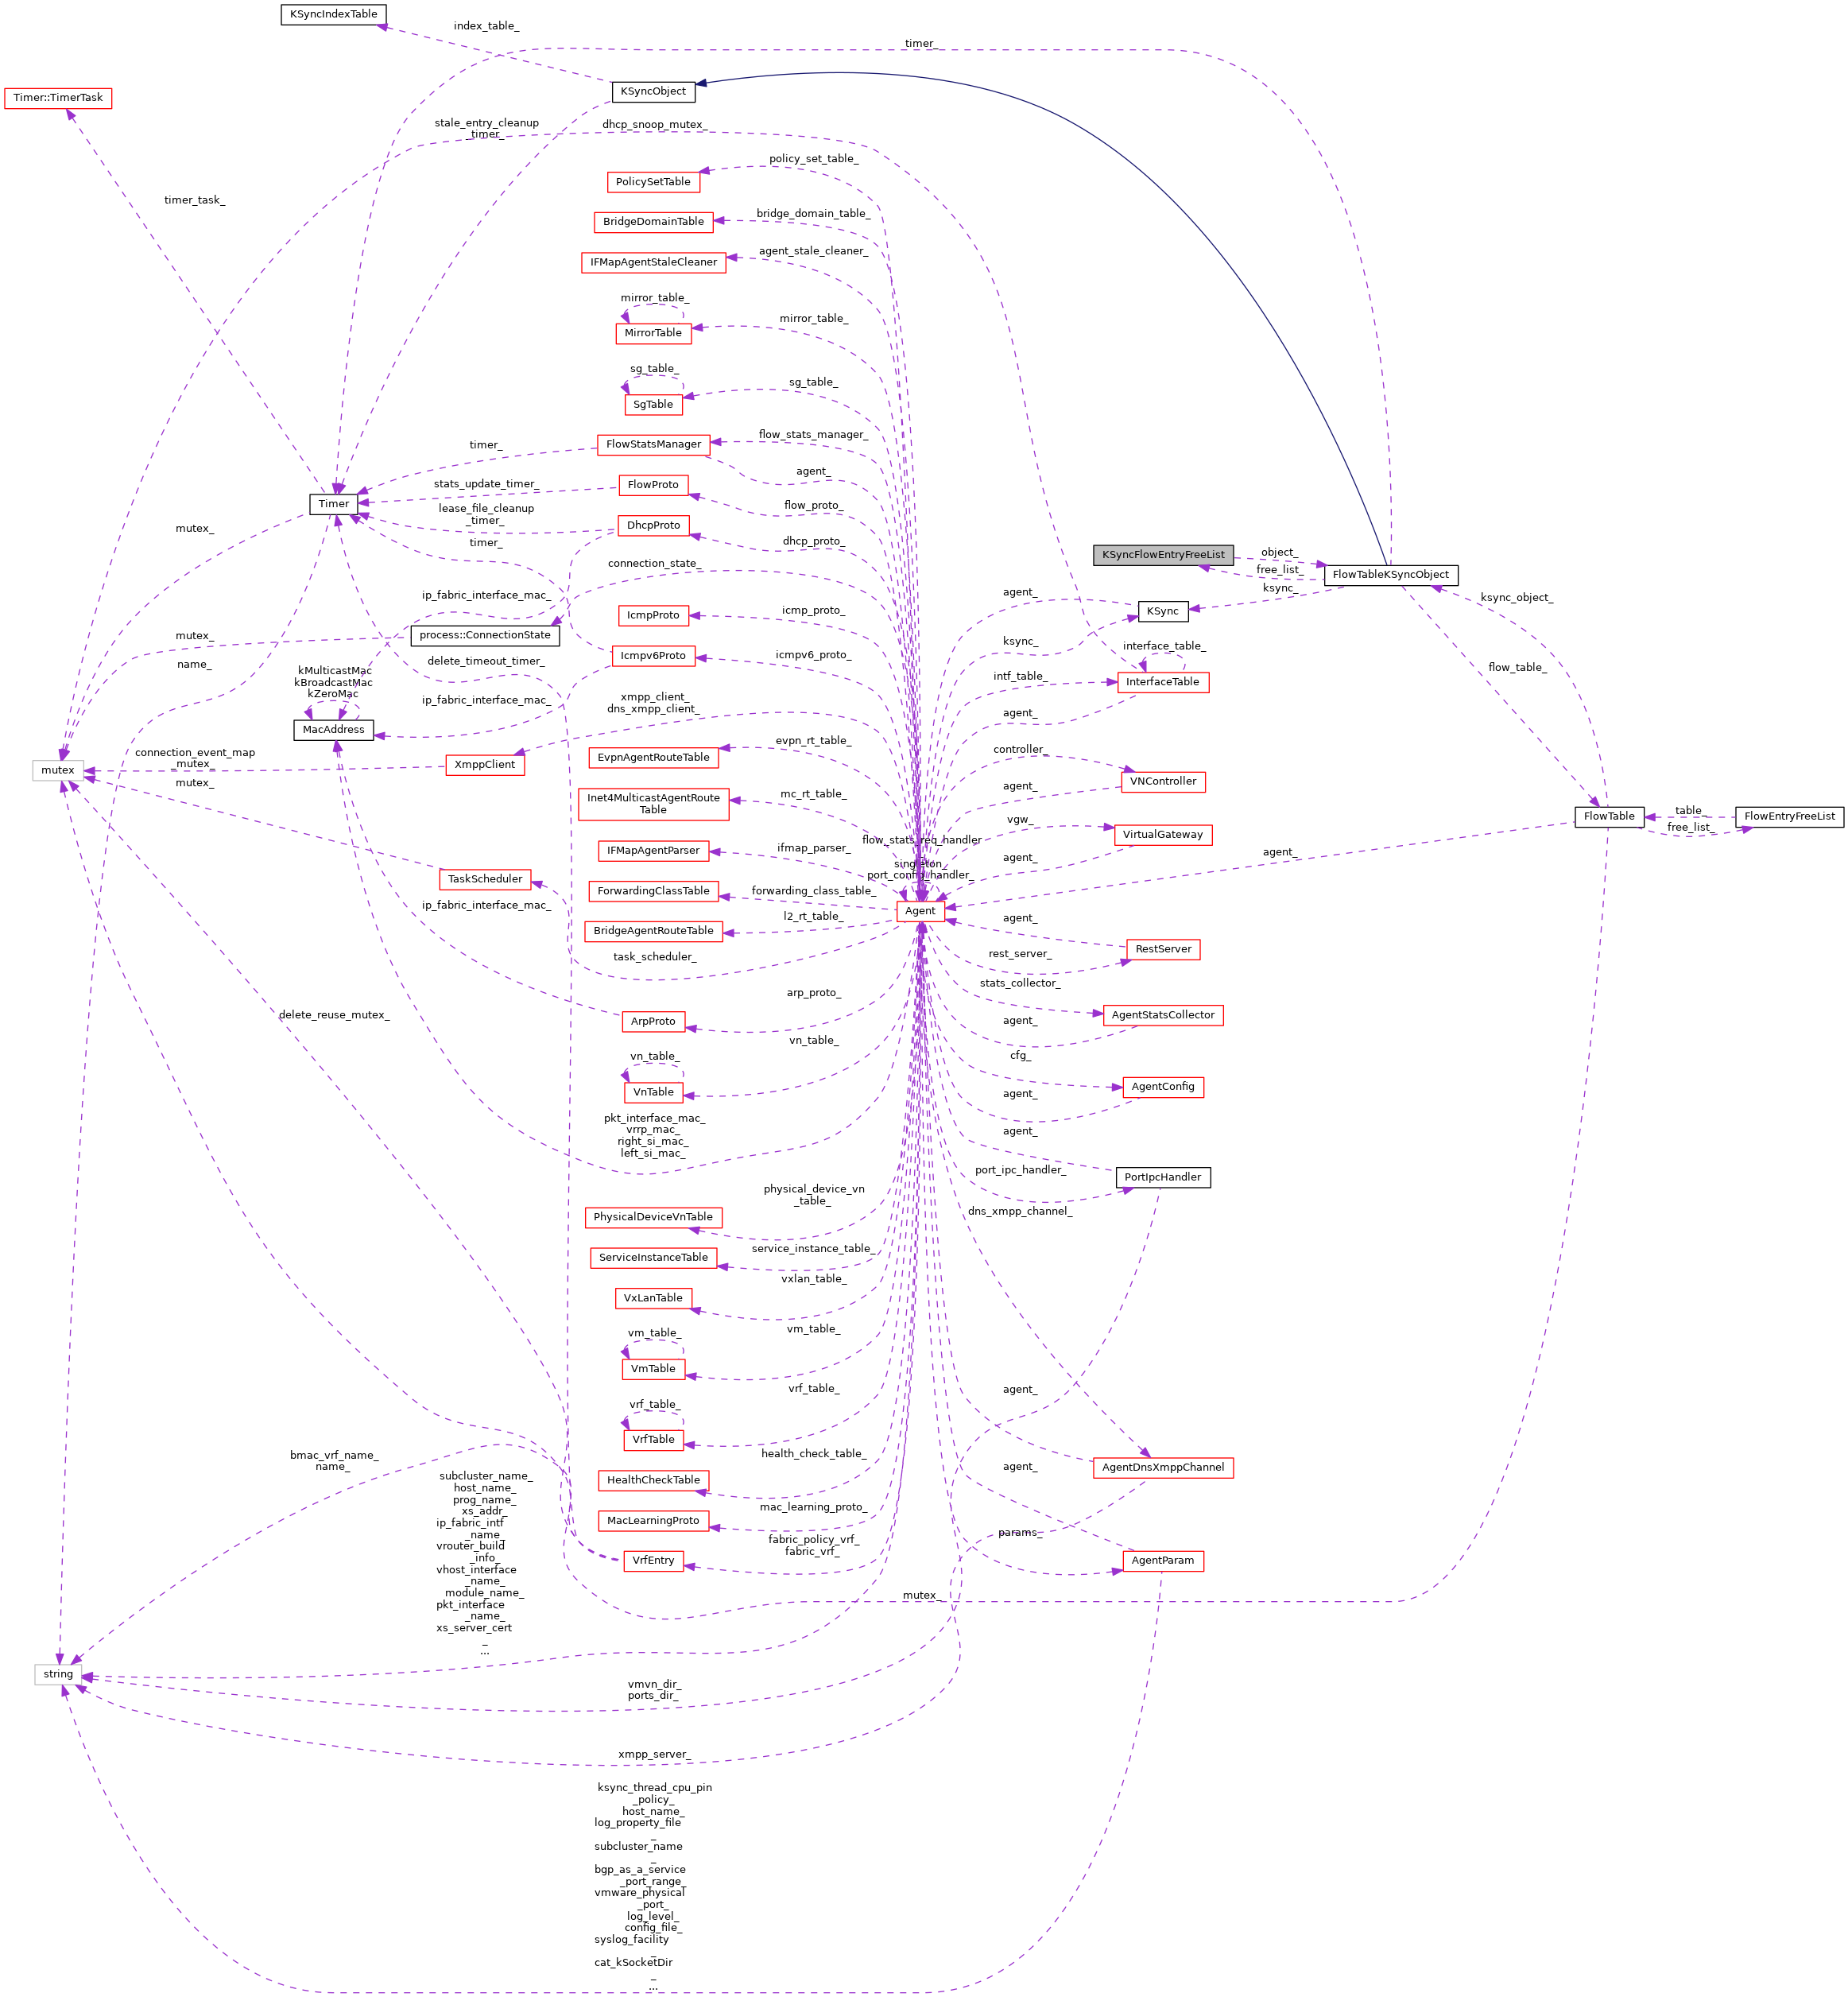 KSyncIndexTable
index_table_
timer_
KSyncObject
Timer::TimerTask
stale_entry_cleanup
_timer_
dhcp_snoop_mutex_
policy_set_table_
PolicySetTable
timer_task_
bridge_domain_table_
BridgeDomainTable
agent_stale_cleaner_
IFMapAgentStaleCleaner
mirror_table_
mirror_table_
MirrorTable
sg_table_
sg_table_
SgTable
flow_stats_manager_
FlowStatsManager
timer_
agent_
stats_update_timer_
FlowProto
flow_proto_
Timer
lease_file_cleanup
_timer_
DhcpProto
mutex_
timer_
dhcp_proto_
connection_state_
KSyncFlowEntryFreeList
object_
free_list_
FlowTableKSyncObject
ksync_
ip_fabric_interface_mac_
agent_
KSync
ksync_object_
icmp_proto_
IcmpProto
mutex_
process::ConnectionState
ksync_
interface_table_
name_
delete_timeout_timer_
Icmpv6Proto
icmpv6_proto_
kMulticastMac
kBroadcastMac
kZeroMac
intf_table_
InterfaceTable
flow_table_
ip_fabric_interface_mac_
xmpp_client_
dns_xmpp_client_
agent_
MacAddress
evpn_rt_table_
controller_
connection_event_map
_mutex_
XmppClient
EvpnAgentRouteTable
mutex
VNController
mutex_
agent_
Inet4MulticastAgentRoute
Table
mc_rt_table_
table_
FlowTable
FlowEntryFreeList
free_list_
vgw_
VirtualGateway
flow_stats_req_handler
_
singleton_
port_config_handler_
ifmap_parser_
IFMapAgentParser
agent_
agent_
TaskScheduler
ForwardingClassTable
forwarding_class_table_
ip_fabric_interface_mac_
Agent
l2_rt_table_
BridgeAgentRouteTable
agent_
RestServer
rest_server_
task_scheduler_
stats_collector_
arp_proto_
delete_reuse_mutex_
ArpProto
AgentStatsCollector
agent_
vn_table_
vn_table_
cfg_
VnTable
AgentConfig
agent_
pkt_interface_mac_
vrrp_mac_
right_si_mac_
left_si_mac_
agent_
port_ipc_handler_
PortIpcHandler
physical_device_vn
_table_
dns_xmpp_channel_
PhysicalDeviceVnTable
service_instance_table_
ServiceInstanceTable
vxlan_table_
VxLanTable
vm_table_
vm_table_
VmTable
vrf_table_
agent_
vrf_table_
VrfTable
bmac_vrf_name_
name_
health_check_table_
agent_
AgentDnsXmppChannel
HealthCheckTable
subcluster_name_
host_name_
prog_name_
xs_addr_
ip_fabric_intf
_name_
vrouter_build
_info_
vhost_interface
_name_
module_name_
pkt_interface
_name_
xs_server_cert
_
...
mac_learning_proto_
MacLearningProto
params_
fabric_policy_vrf_
fabric_vrf_
VrfEntry
AgentParam
mutex_
string
vmvn_dir_
ports_dir_
xmpp_server_
ksync_thread_cpu_pin
_policy_
host_name_
log_property_file
_
subcluster_name
_
bgp_as_a_service
_port_range_
vmware_physical
_port_
log_level_
config_file_
syslog_facility
_
cat_kSocketDir
_
...